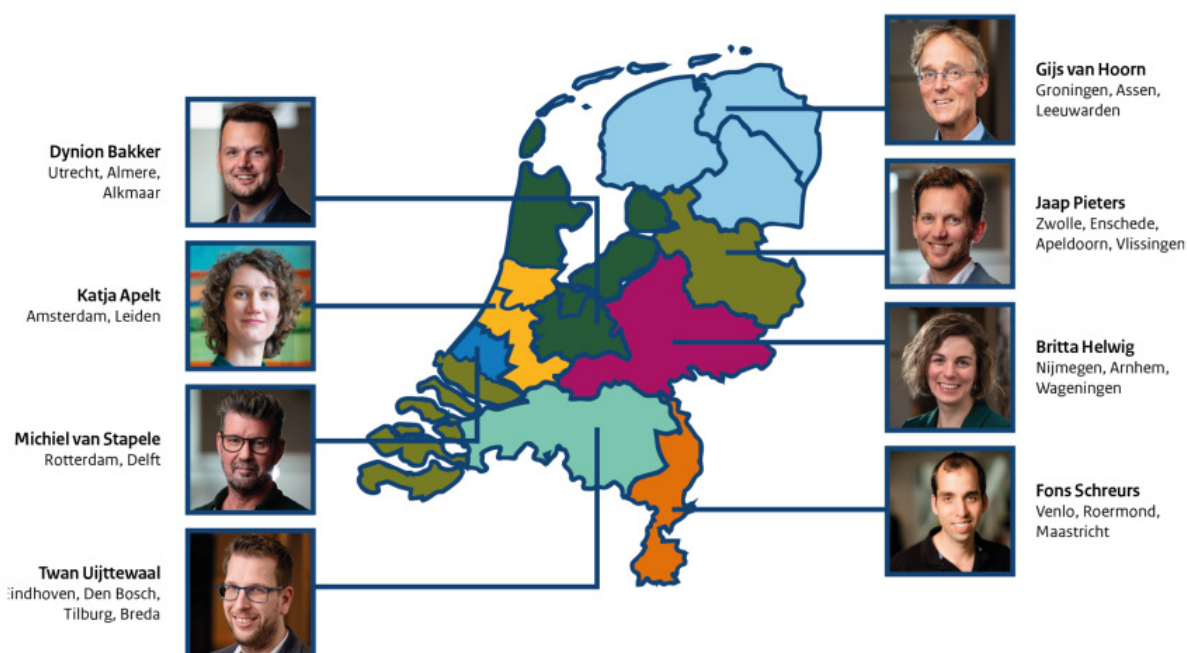 Dynion Bakker
Utrecht, Almere,
Alkmaar
Katja Apelt
Amsterdam, Leiden
Michiel van Stapele
Rotterdam, Delft
Twan Uijttewaal
Eindhoven, Den Bosch,
Tilburg, Breda
Gijs van Hoorn
Groningen, Assen,
Leeuwarden
Jaap Pieters
Zwolle, Enschede,
Apeldoorn, Vlissingen
Britta Helwig
Nijmegen, Arnhem,
Wageningen
Fons Schreurs
Venlo, Roermond,
Maastricht